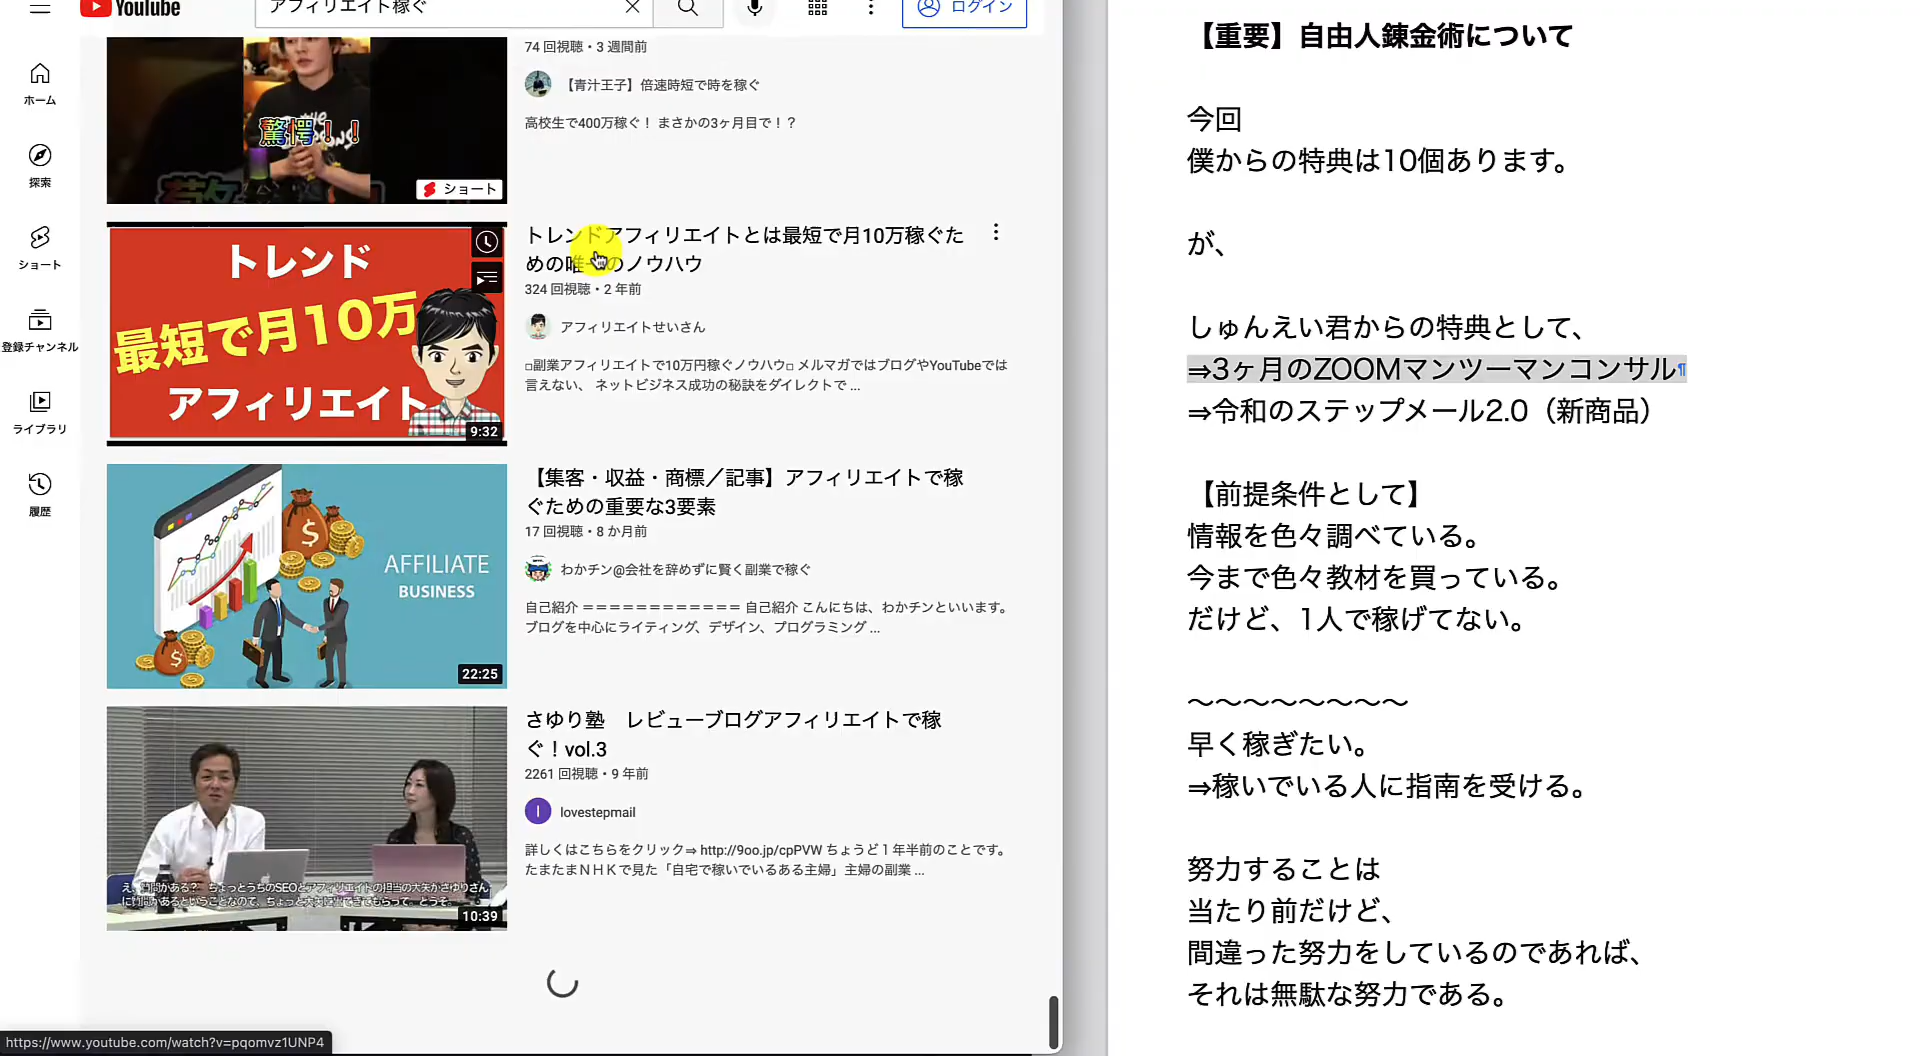 YouTube
アフィリエイト稼ぐ
ログイン
ホーム
探索
ショート
登録チャンネル
ライブラリ
履歴
驚愕！！
ショート
74 回視聴・3 週間前
【青汁王子】倍速時短で時を稼ぐ
高校生で400万稼ぐ！ まさかの3ヶ月目で！？
トレンド
最短で月10万
アフィリエイト
9:32
トレンドアフィリエイトとは最短で月10万稼ぐた
めの唯一のノウハウ
324 回視聴・2 年前
アフィリエイトせいさん
□副業アフィリエイトで10万円稼ぐノウハウ□ メルマガではブログやYouTubeでは
言えない、 ネットビジネス成功の秘訣をダイレクトで ...
AFFILIATE
BUSINESS
22:25
【集客・収益・商標／記事】アフィリエイトで稼
ぐための重要な3要素
17 回視聴・8 か月前
わかチン@会社を辞めずに賢く副業で稼ぐ
自己紹介 ＝＝＝＝＝＝＝＝＝＝＝＝ 自己紹介 こんにちは、わかチンといいます。
ブログを中心にライティング、デザイン、プログラミング ...
10:39
さゆり塾　レビューブログアフィリエイトで稼
ぐ！vol.3
2261 回視聴・9 年前
lovestepmail
詳しくはこちらをクリック⇒ http://9oo.jp/cpPVW ちょうど１年半前のことです。
たまたまＮＨＫで見た「自宅で稼いでいるある主婦」主婦の副業 ...
https://www.youtube.com/watch?v=pqomvz1UNP4
【重要】自由人錬金術について
今回
僕からの特典は10個あります。
が、
しゅんえい君からの特典として、
⇒3ヶ月のZOOMマンツーマンコンサル
⇒令和のステップメール2.0（新商品）
【前提条件として】
情報を色々調べている。
今まで色々教材を買っている。
だけど、1人で稼げてない。
〜〜〜〜〜〜〜〜
早く稼ぎたい。
⇒稼いでいる人に指南を受ける。
努力することは
当たり前だけど、
間違った努力をしているのであれば、
それは無駄な努力である。